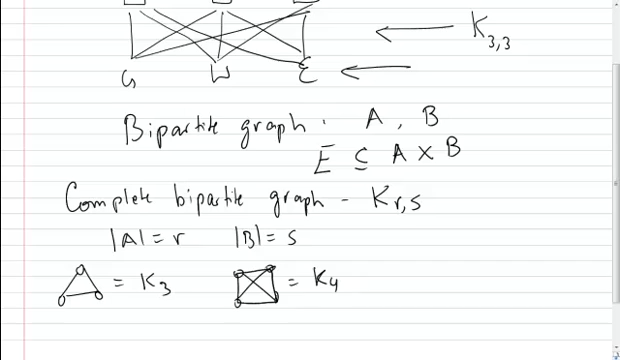 K3,3
G W E
Bipartite graph . A , B
E ⊆ A × B
Complete bipartite graph - Kr,s
|A| = r |B| = s
= K3 = K4